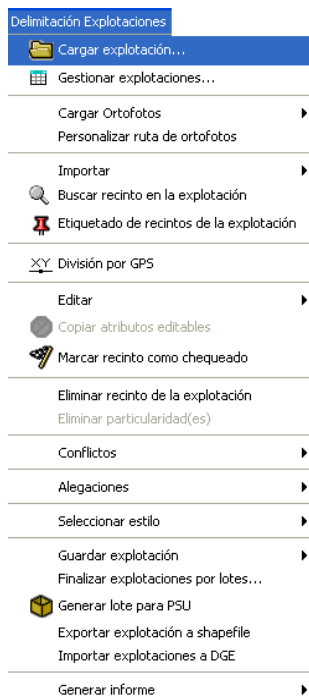 Delimitación Explotaciones
Cargar explotación...
Gestionar explotaciones...
Cargar Ortofotos
Personalizar ruta de ortofotos
Importar
Buscar recinto en la explotación
Etiquetado de recintos de la explotación
XY División por GPS
Editar
Copiar atributos editables
Marcar recinto como chequeado
Eliminar recinto de la explotación
Eliminar particularidad(es)
Conflictos
Alegaciones
Seleccionar estilo
Guardar explotación
Finalizar explotaciones por lotes...
Generar lote para PSU
Exportar explotación a shapefile
Importar explotaciones a DGE
Generar informe